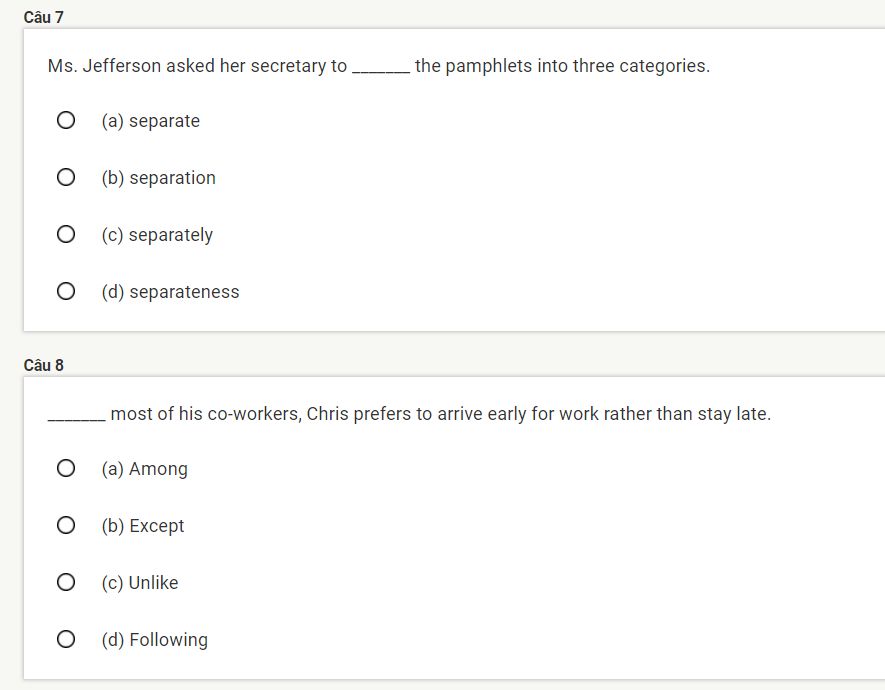 Câu 7
Ms. Jefferson asked her secretary to _______ the pamphlets into three categories.
(a) separate
(b) separation
(c) separately
(d) separateness
Câu 8
_______ most of his co-workers, Chris prefers to arrive early for work rather than stay late.
(a) Among
(b) Except
(c) Unlike
(d) Following